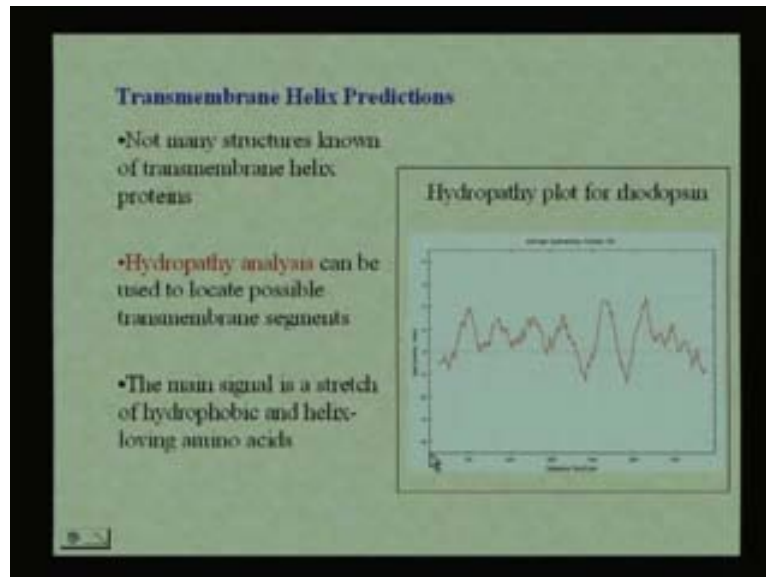 Transmembrane Helix Predictions
•Not many structures known
of transmembrane helix
proteins
•Hydropathy analysis can be
used to locate possible
transmembrane segments
•The main signal is a stretch
of hydrophobic and helix-
loving amino acids
Hydropathy plot for rhodopsin